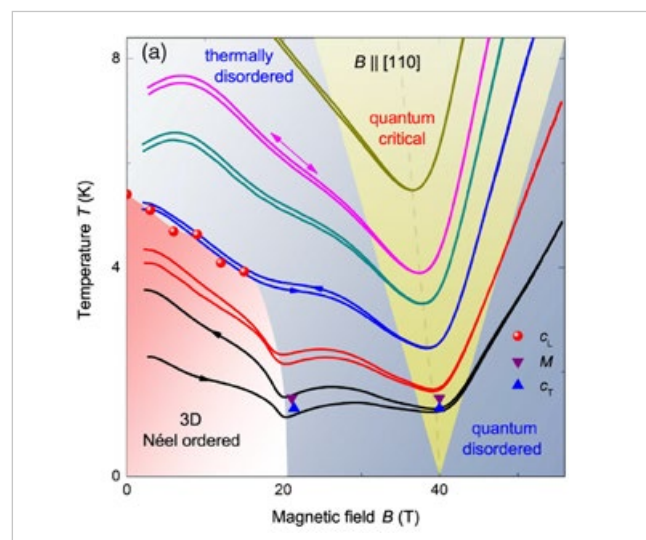 (a)
thermally
disordered
B || [110]
quantum
critical
8
4
0
Temperature T (K)
c_L
M
c_T
3D
Néel ordered
quantum
disordered
0
20
40
Magnetic field B (T)